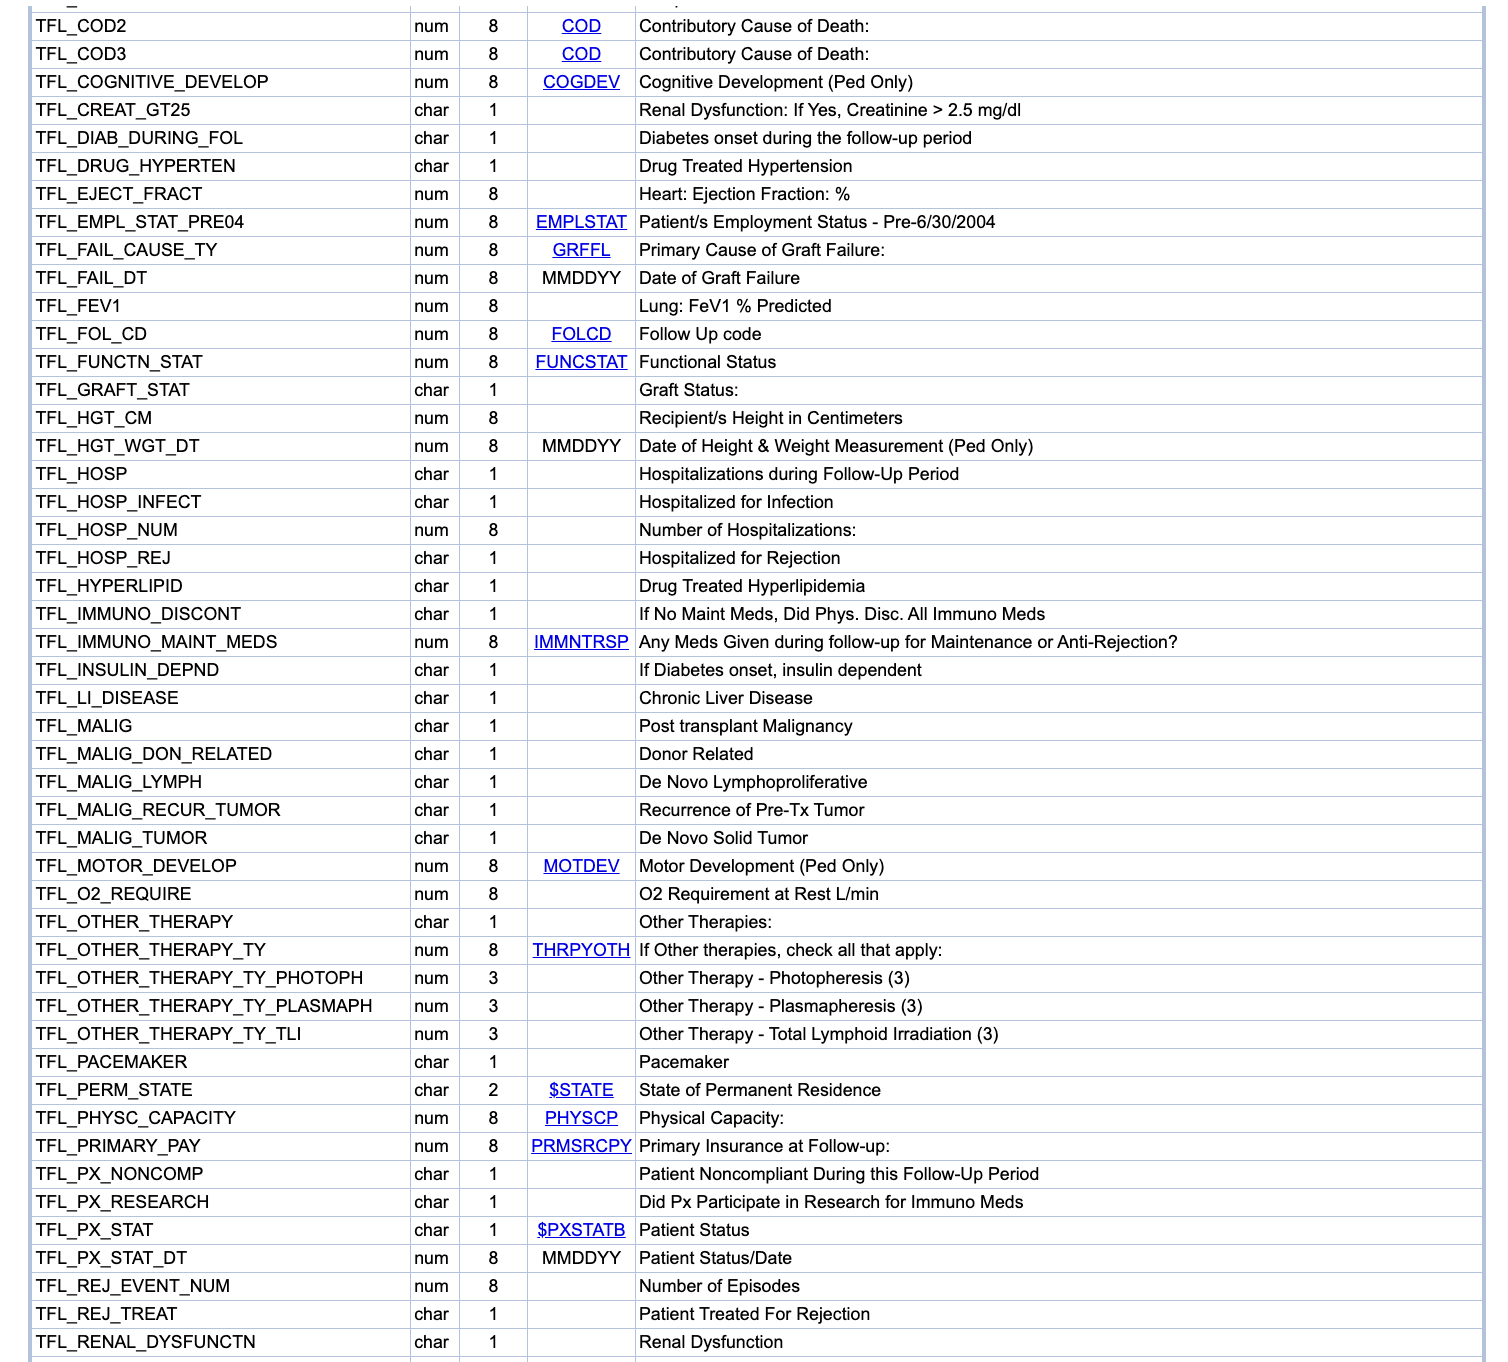 TFL_COD2 num 8 COD Contributory Cause of Death:
TFL_COD3 num 8 COD Contributory Cause of Death:
TFL_COGNITIVE_DEVELOP num 8 COGDEV Cognitive Development (Ped Only)
TFL_CREAT_GT25 char 1 Renal Dysfunction: If Yes, Creatinine > 2.5 mg/dl
TFL_DIAB_DURING_FOL char 1 Diabetes onset during the follow-up period
TFL_DRUG_HYPERTEN char 1 Drug Treated Hypertension
TFL_EJECT_FRACT num 8 Heart: Ejection Fraction: %
TFL_EMPL_STAT_PRE04 num 8 EMPLSTAT Patient/s Employment Status - Pre-6/30/2004
TFL_FAIL_CAUSE_TY num 8 GRFFL Primary Cause of Graft Failure:
TFL_FAIL_DT num 8 MMDDYY Date of Graft Failure
TFL_FEV1 num 8 Lung: FeV1 % Predicted
TFL_FOL_CD num 8 FOLCD Follow Up code
TFL_FUNCTN_STAT num 8 FUNCSTAT Functional Status
TFL_GRAFT_STAT char 1 Graft Status:
TFL_HGT_CM num 8 Recipient/s Height in Centimeters
TFL_HGT_WGT_DT num 8 MMDDYY Date of Height & Weight Measurement (Ped Only)
TFL_HOSP char 1 Hospitalizations during Follow-Up Period
TFL_HOSP_INFECT char 1 Hospitalized for Infection
TFL_HOSP_NUM num 8 Number of Hospitalizations:
TFL_HOSP_REJ char 1 Hospitalized for Rejection
TFL_HYPERLIPID char 1 Drug Treated Hyperlipidemia
TFL_IMMUNO_DISCONT char 1 If No Maint Meds, Did Phys. Disc. All Immuno Meds
TFL_IMMUNO_MAINT_MEDS num 8 IMMNTRSP Any Meds Given during follow-up for Maintenance or Anti-Rejection?
TFL_INSULIN_DEPND char 1 If Diabetes onset, insulin dependent
TFL_LI_DISEASE char 1 Chronic Liver Disease
TFL_MALIG char 1 Post transplant Malignancy
TFL_MALIG_DON_RELATED char 1 Donor Related
TFL_MALIG_LYMPH char 1 De Novo Lymphoproliferative
TFL_MALIG_RECUR_TUMOR char 1 Recurrence of Pre-Tx Tumor
TFL_MALIG_TUMOR char 1 De Novo Solid Tumor
TFL_MOTOR_DEVELOP num 8 MOTDEV Motor Development (Ped Only)
TFL_O2_REQUIRE num 8 O2 Requirement at Rest L/min
TFL_OTHER_THERAPY char 1 Other Therapies:
TFL_OTHER_THERAPY_TY num 8 THRPYOTH If Other therapies, check all that apply:
TFL_OTHER_THERAPY_TY_PHOTOPH num 3 Other Therapy - Photopheresis (3)
TFL_OTHER_THERAPY_TY_PLASMAPH num 3 Other Therapy - Plasmapheresis (3)
TFL_OTHER_THERAPY_TY_TLI num 3 Other Therapy - Total Lymphoid Irradiation (3)
TFL_PACEMAKER char 1 Pacemaker
TFL_PERM_STATE char 2 $STATE State of Permanent Residence
TFL_PHYSC_CAPACITY num 8 PHYSCP Physical Capacity:
TFL_PRIMARY_PAY num 8 PRMSRCPY Primary Insurance at Follow-up:
TFL_PX_NONCOMP char 1 Patient Noncompliant During this Follow-Up Period
TFL_PX_RESEARCH char 1 Did Px Participate in Research for Immuno Meds
TFL_PX_STAT char 1 $PXSTATB Patient Status
TFL_PX_STAT_DT num 8 MMDDYY Patient Status/Date
TFL_REJ_EVENT_NUM num 8 Number of Episodes
TFL_REJ_TREAT char 1 Patient Treated For Rejection
TFL_RENAL_DYSFUNCTN char 1 Renal Dysfunction